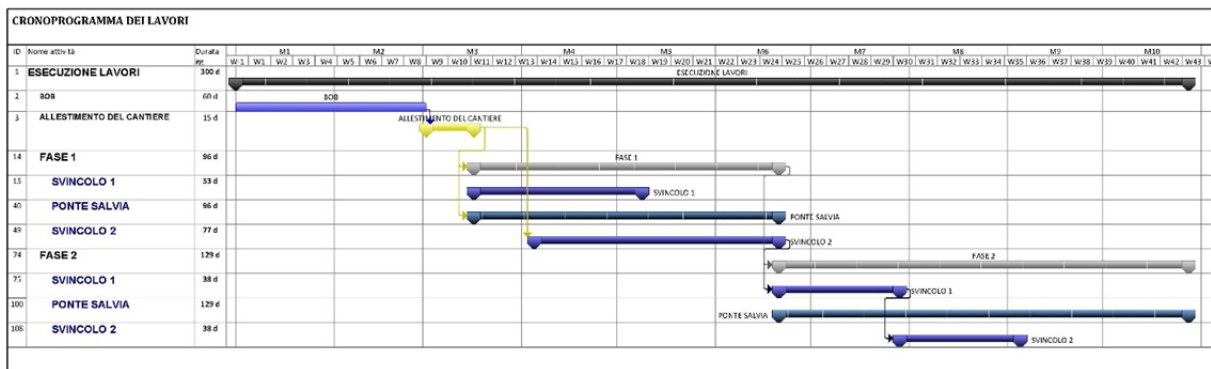 CRONOPROGRAMMA DEI LAVORI
ID Nome attività Durata M1 M2 M3 M4 M5 M6 M7 M8 M9 M10
gg W-1 W1 W2 W3 W4 W5 W6 W7 W8 W9 W10 W11 W12 W13 W14 W15 W16 W17 W18 W19 W20 W21 W22 W23 W24 W25 W26 W27 W28 W29 W30 W31 W32 W33 W34 W35 W36 W37 W38 W39 W40 W41 W42 W43
1 ESECUZIONE LAVORI 300 d ESECUZIONE LAVORI
2 BOB 60 d BOB
3 ALLESTIMENTO DEL CANTIERE 15 d ALLESTIMENTO DEL CANTIERE
14 FASE 1 96 d FASE 1
15 SVINCOLO 1 53 d SVINCOLO 1
40 PONTE SALVIA 96 d PONTE SALVIA
49 SVINCOLO 2 77 d SVINCOLO 2
74 FASE 2 129 d FASE 2
75 SVINCOLO 1 38 d SVINCOLO 1
100 PONTE SALVIA 129 d PONTE SALVIA
108 SVINCOLO 2 38 d SVINCOLO 2